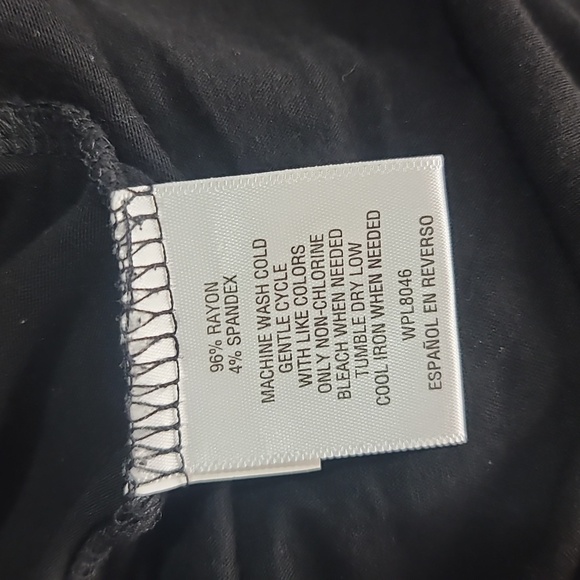 96% RAYON
4% SPANDEX
MACHINE WASH COLD
GENTLE CYCLE
WITH LIKE COLORS
ONLY NON-CHLORINE
BLEACH WHEN NEEDED
TUMBLE DRY LOW
COOL IRON WHEN NEEDED
WPL8046
ESPAÑOL EN REVERSO